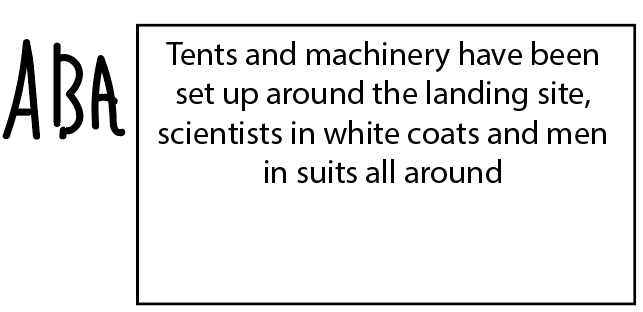 ABA
Tents and machinery have been
set up around the landing site,
scientists in white coats and men
in suits all around